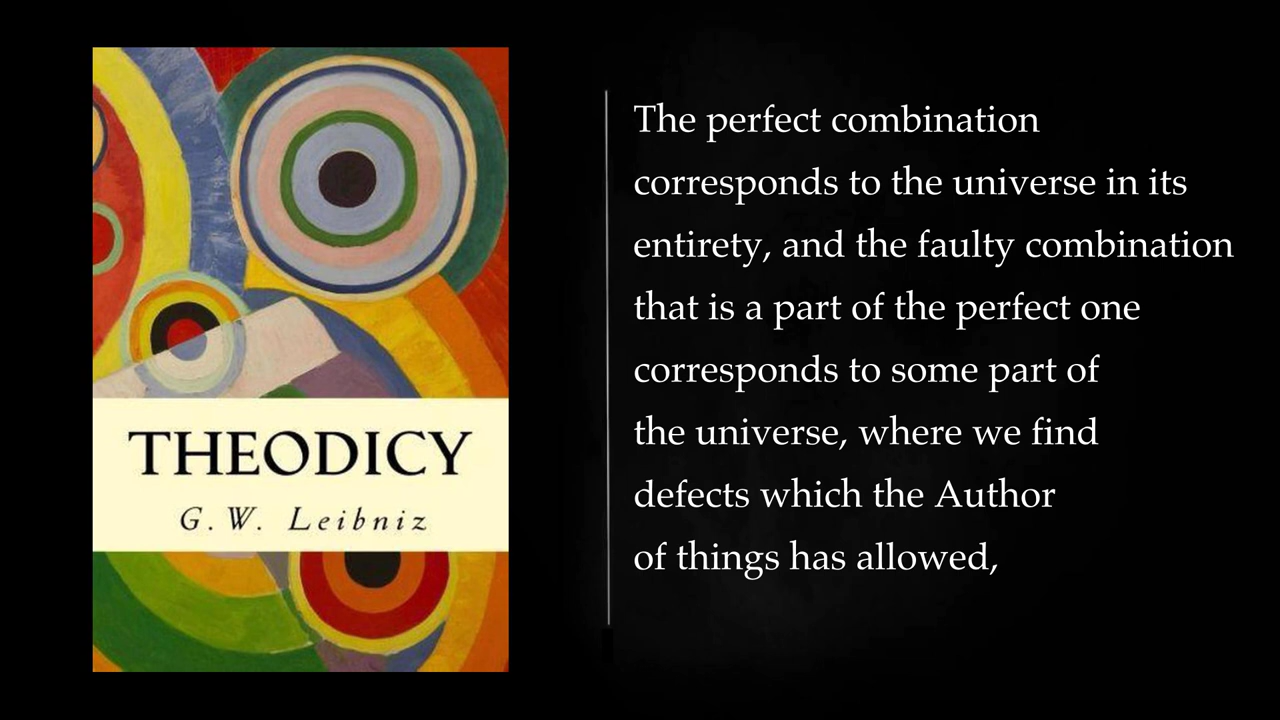 THEODICY
G.W. Leibniz
The perfect combination
corresponds to the universe in its
entirety, and the faulty combination
that is a part of the perfect one
corresponds to some part of
the universe, where we find
defects which the Author
of things has allowed,